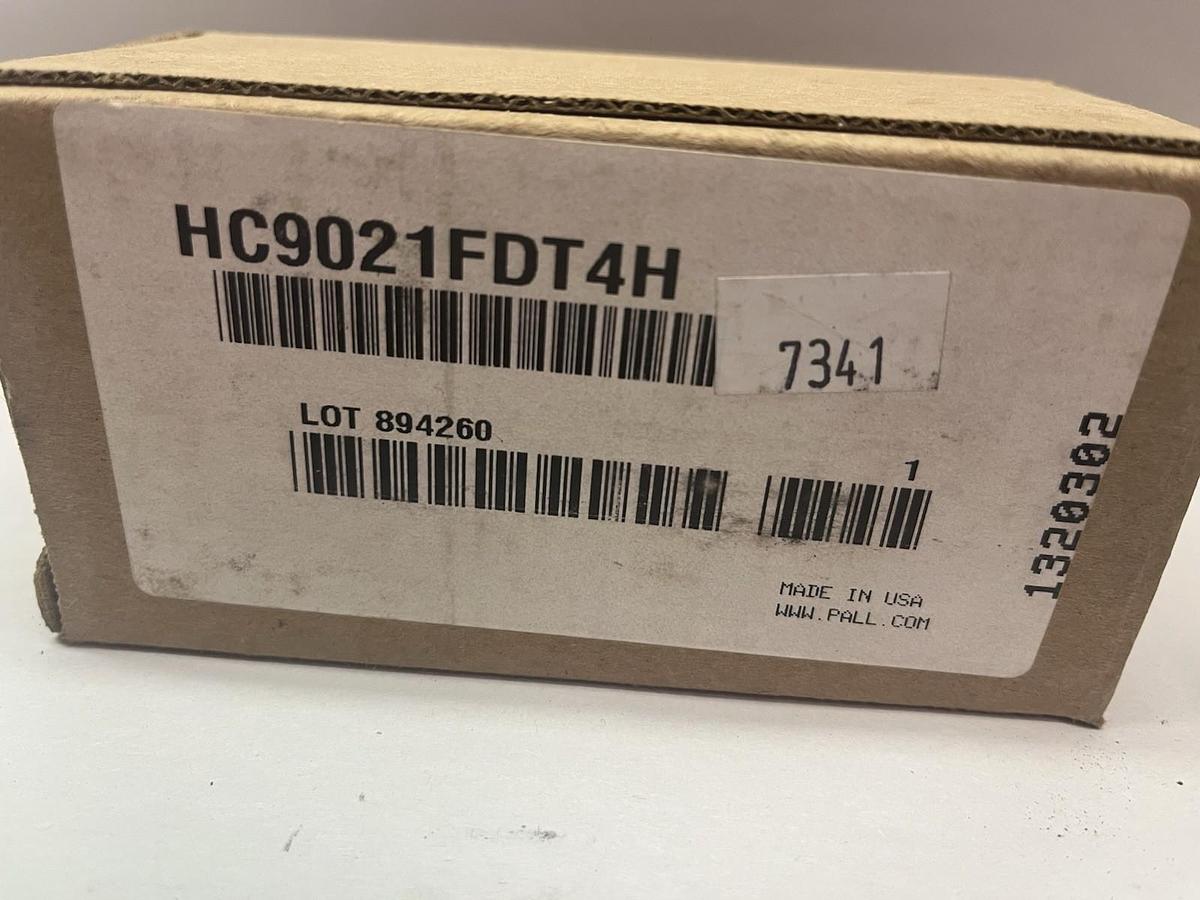 HC9021FDT4H
7341
LOT 894260
1
MADE IN USA
WWW.PALL.COM
1320302